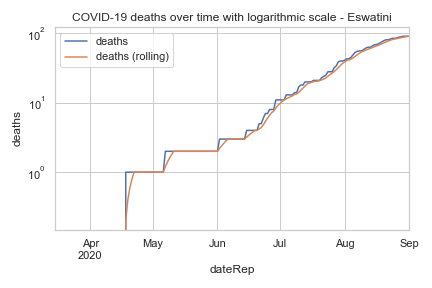 COVID-19 deaths over time with logarithmic scale - Eswatini
deaths
deaths (rolling)
10²
10¹
10⁰
deaths
Apr
2020
May
Jun
Jul
Aug
Sep
dateRep